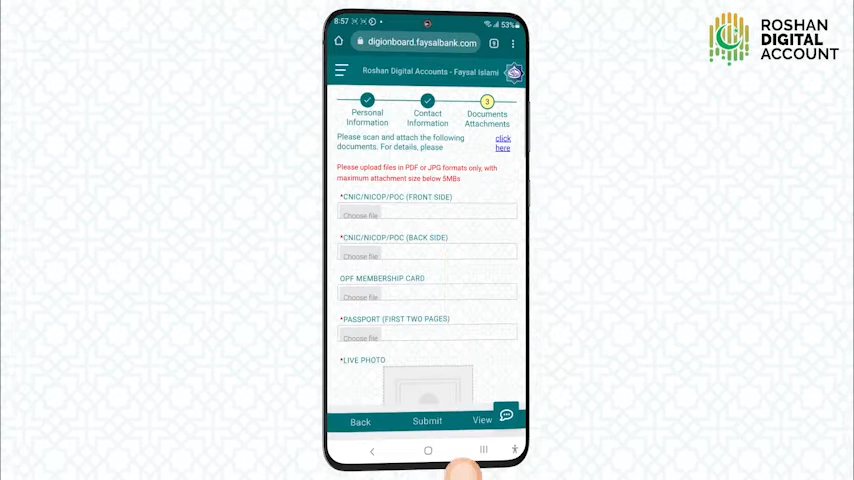 8:57
53%
digionboard.faysalbank.com
ROSHAN
DIGITAL
ACCOUNT
Roshan Digital Accounts - Faysal Islami
3
Personal
Information
Contact
Information
Documents
Attachments
Please scan and attach the following
documents. For details, please
click
here
Please upload files in PDF or JPG formats only, with
maximum attachment size below 5MBs
*CNIC/NICOP/POC (FRONT SIDE)
Choose file
*CNIC/NICOP/POC (BACK SIDE)
Choose file
OPF MEMBERSHIP CARD
Choose file
*PASSPORT (FIRST TWO PAGES)
Choose file
*LIVE PHOTO
Back
Submit
View